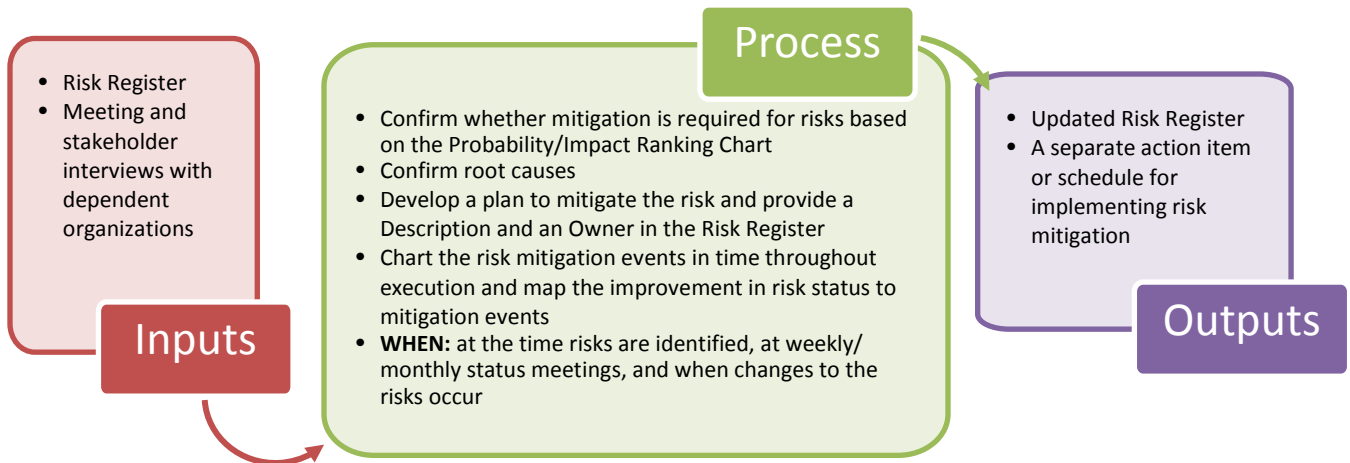 Inputs
• Risk Register
• Meeting and
stakeholder
interviews with
dependent
organizations
Process
• Confirm whether mitigation is required for risks based
on the Probability/Impact Ranking Chart
• Confirm root causes
• Develop a plan to mitigate the risk and provide a
Description and an Owner in the Risk Register
• Chart the risk mitigation events in time throughout
execution and map the improvement in risk status to
mitigation events
• WHEN: at the time risks are identified, at weekly/
monthly status meetings, and when changes to the
risks occur
Outputs
• Updated Risk Register
• A separate action item
or schedule for
implementing risk
mitigation